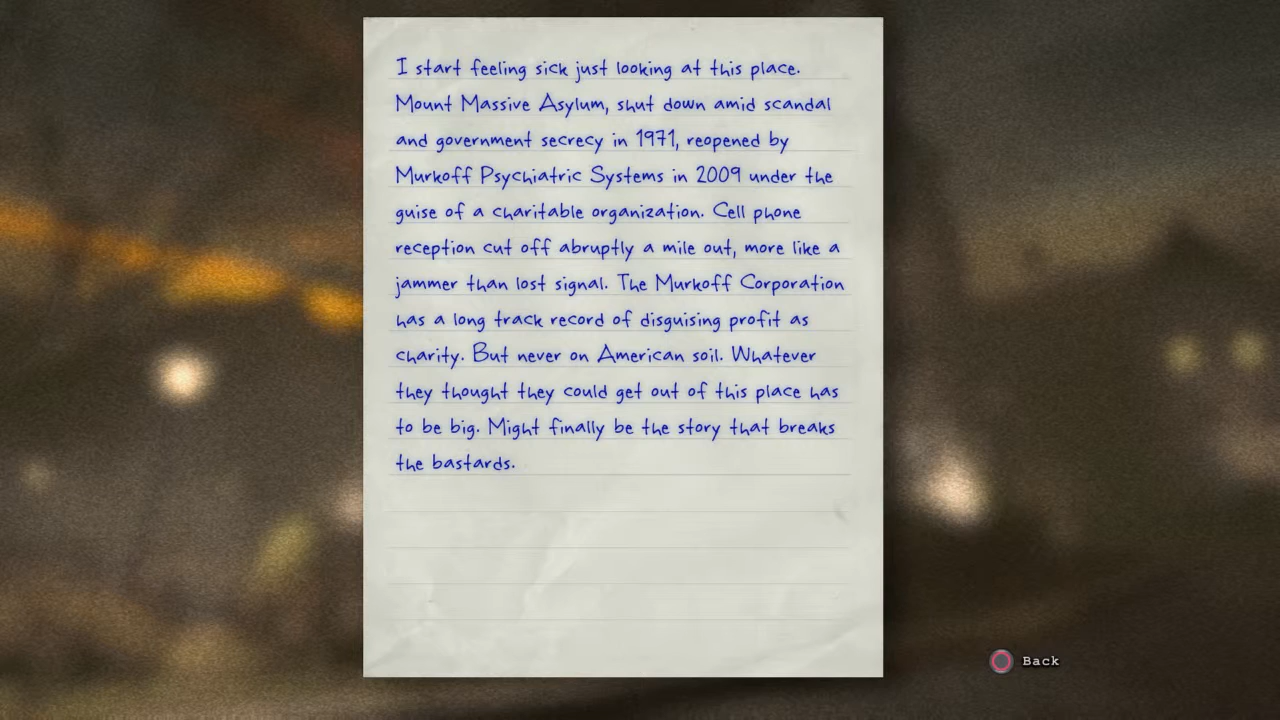 I start feeling sick just looking at this place.
Mount Massive Asylum, shut down amid scandal
and government secrecy in 1971, reopened by
Murkoff Psychiatric Systems in 2009 under the
guise of a charitable organization. Cell phone
reception cut off abruptly a mile out, more like a
jammer than lost signal. The Murkoff Corporation
has a long track record of disguising profit as
charity. But never on American soil. Whatever
they thought they could get out of this place has
to be big. Might finally be the story that breaks
the bastards.
Back